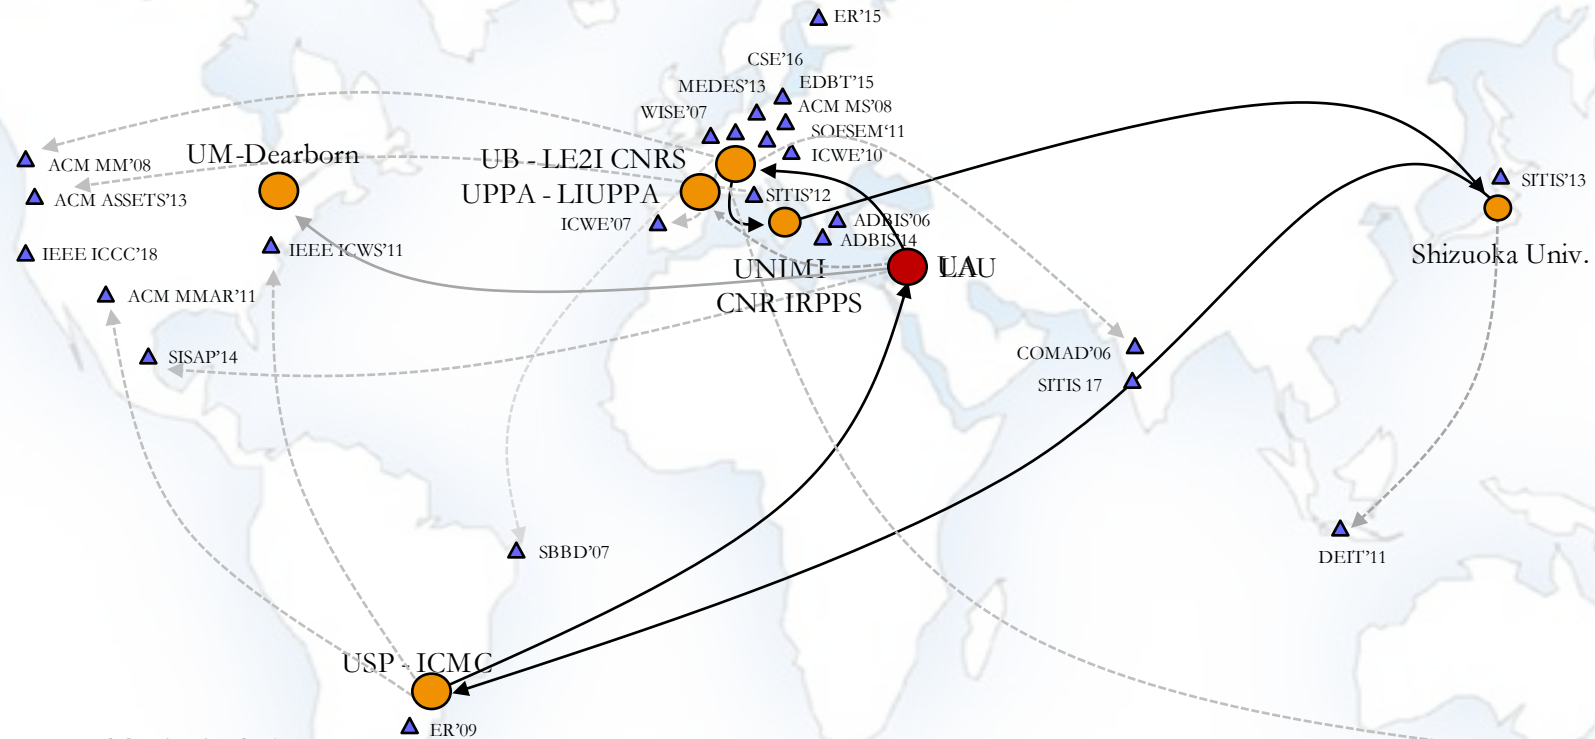 ER’15
CSE’16
MEDES’13
EDBT’15
WISE’07
ACM MS’08
SOFSEM‘11
ICWE’10
UM-Dearborn
UB - LE2I CNRS
ACM MM’08
UPPA - LIUPPA
SITIS’12
SITIS’13
ACM ASSETS’13
ICWE’07
ADBIS’06
ADBIS’14
IEEE ICCC’18
IEEE ICWS’11
Shizuoka Univ.
UNIMI
LAU
CNR IRPPS
ACM MMAR’11
SISAP’14
COMAD’06
SITIS 17
SBBD’07
DEIT’11
USP - ICMC
ER’09